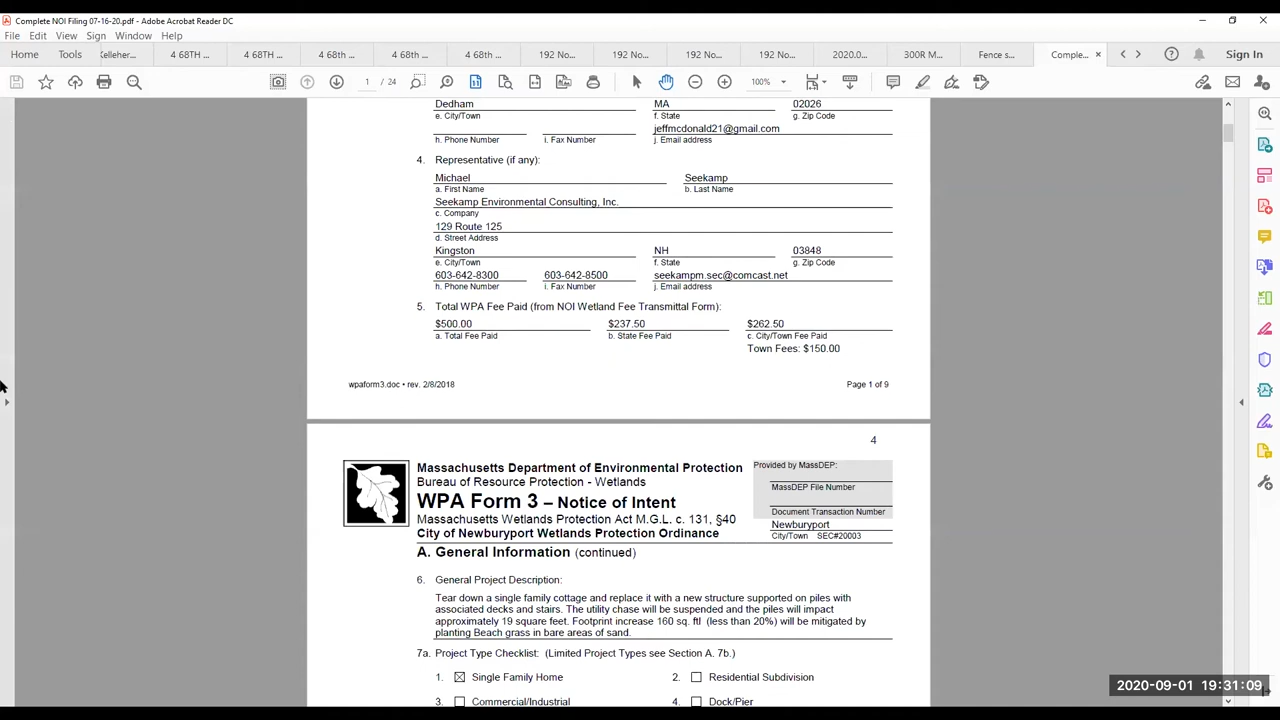 Complete NOI Filing 07-16-20.pdf - Adobe Acrobat Reader DC
File Edit View Sign Window Help
Home Tools Kelleher... 4 68TH ... 4 68TH ... 4 68th ... 4 68th ... 4 68th ... 192 No... 192 No... 192 No... 192 No... 2020.0... 300R M... Fence s... Comple... × Sign In
1 / 24 100%
Dedham MA 02026
e. City/Town f. State g. Zip Code
jeffmcdonald21@gmail.com
h. Phone Number i. Fax Number j. Email address
4. Representative (if any):
Michael Seekamp
a. First Name b. Last Name
Seekamp Environmental Consulting, Inc.
c. Company
129 Route 125
d. Street Address
Kingston NH 03848
e. City/Town f. State g. Zip Code
603-642-8300 603-642-8500 seekampm.sec@comcast.net
h. Phone Number i. Fax Number j. Email address
5. Total WPA Fee Paid (from NOI Wetland Fee Transmittal Form):
$500.00 $237.50 $262.50
a. Total Fee Paid b. State Fee Paid c. City/Town Fee Paid
Town Fees: $150.00
wpaform3.doc • rev. 2/8/2018 Page 1 of 9
4
Massachusetts Department of Environmental Protection
Bureau of Resource Protection - Wetlands
WPA Form 3 – Notice of Intent
Massachusetts Wetlands Protection Act M.G.L. c. 131, §40
City of Newburyport Wetlands Protection Ordinance
Provided by MassDEP:
MassDEP File Number
Document Transaction Number
Newburyport
City/Town SEC#20003
A. General Information (continued)
6. General Project Description:
Tear down a single family cottage and replace it with a new structure supported on piles with
associated decks and stairs. The utility chase will be suspended and the piles will impact
approximately 19 square feet. Footprint increase 160 sq. ftl (less than 20%) will be mitigated by
planting Beach grass in bare areas of sand.
7a. Project Type Checklist: (Limited Project Types see Section A. 7b.)
1. Single Family Home 2. Residential Subdivision
3. Commercial/Industrial 4. Dock/Pier
2020-09-01 19:31:09